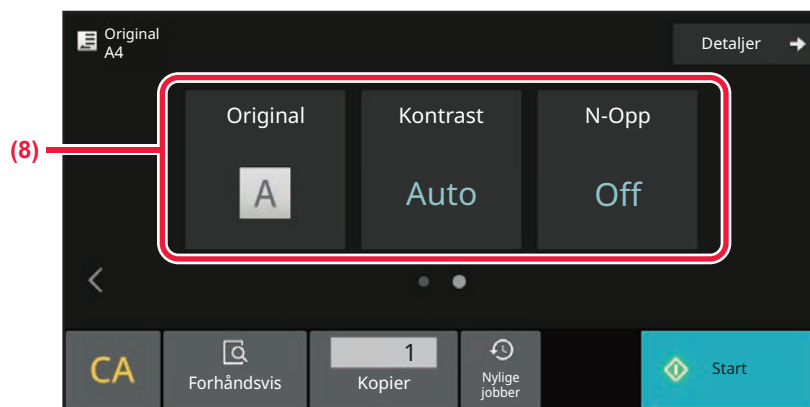 Original
A4
Detaljer
(8)
Original
Kontrast
N-Opp
A
Auto
Off
CA
Forhåndsvis
1
Kopier
Nylige
jobber
Start